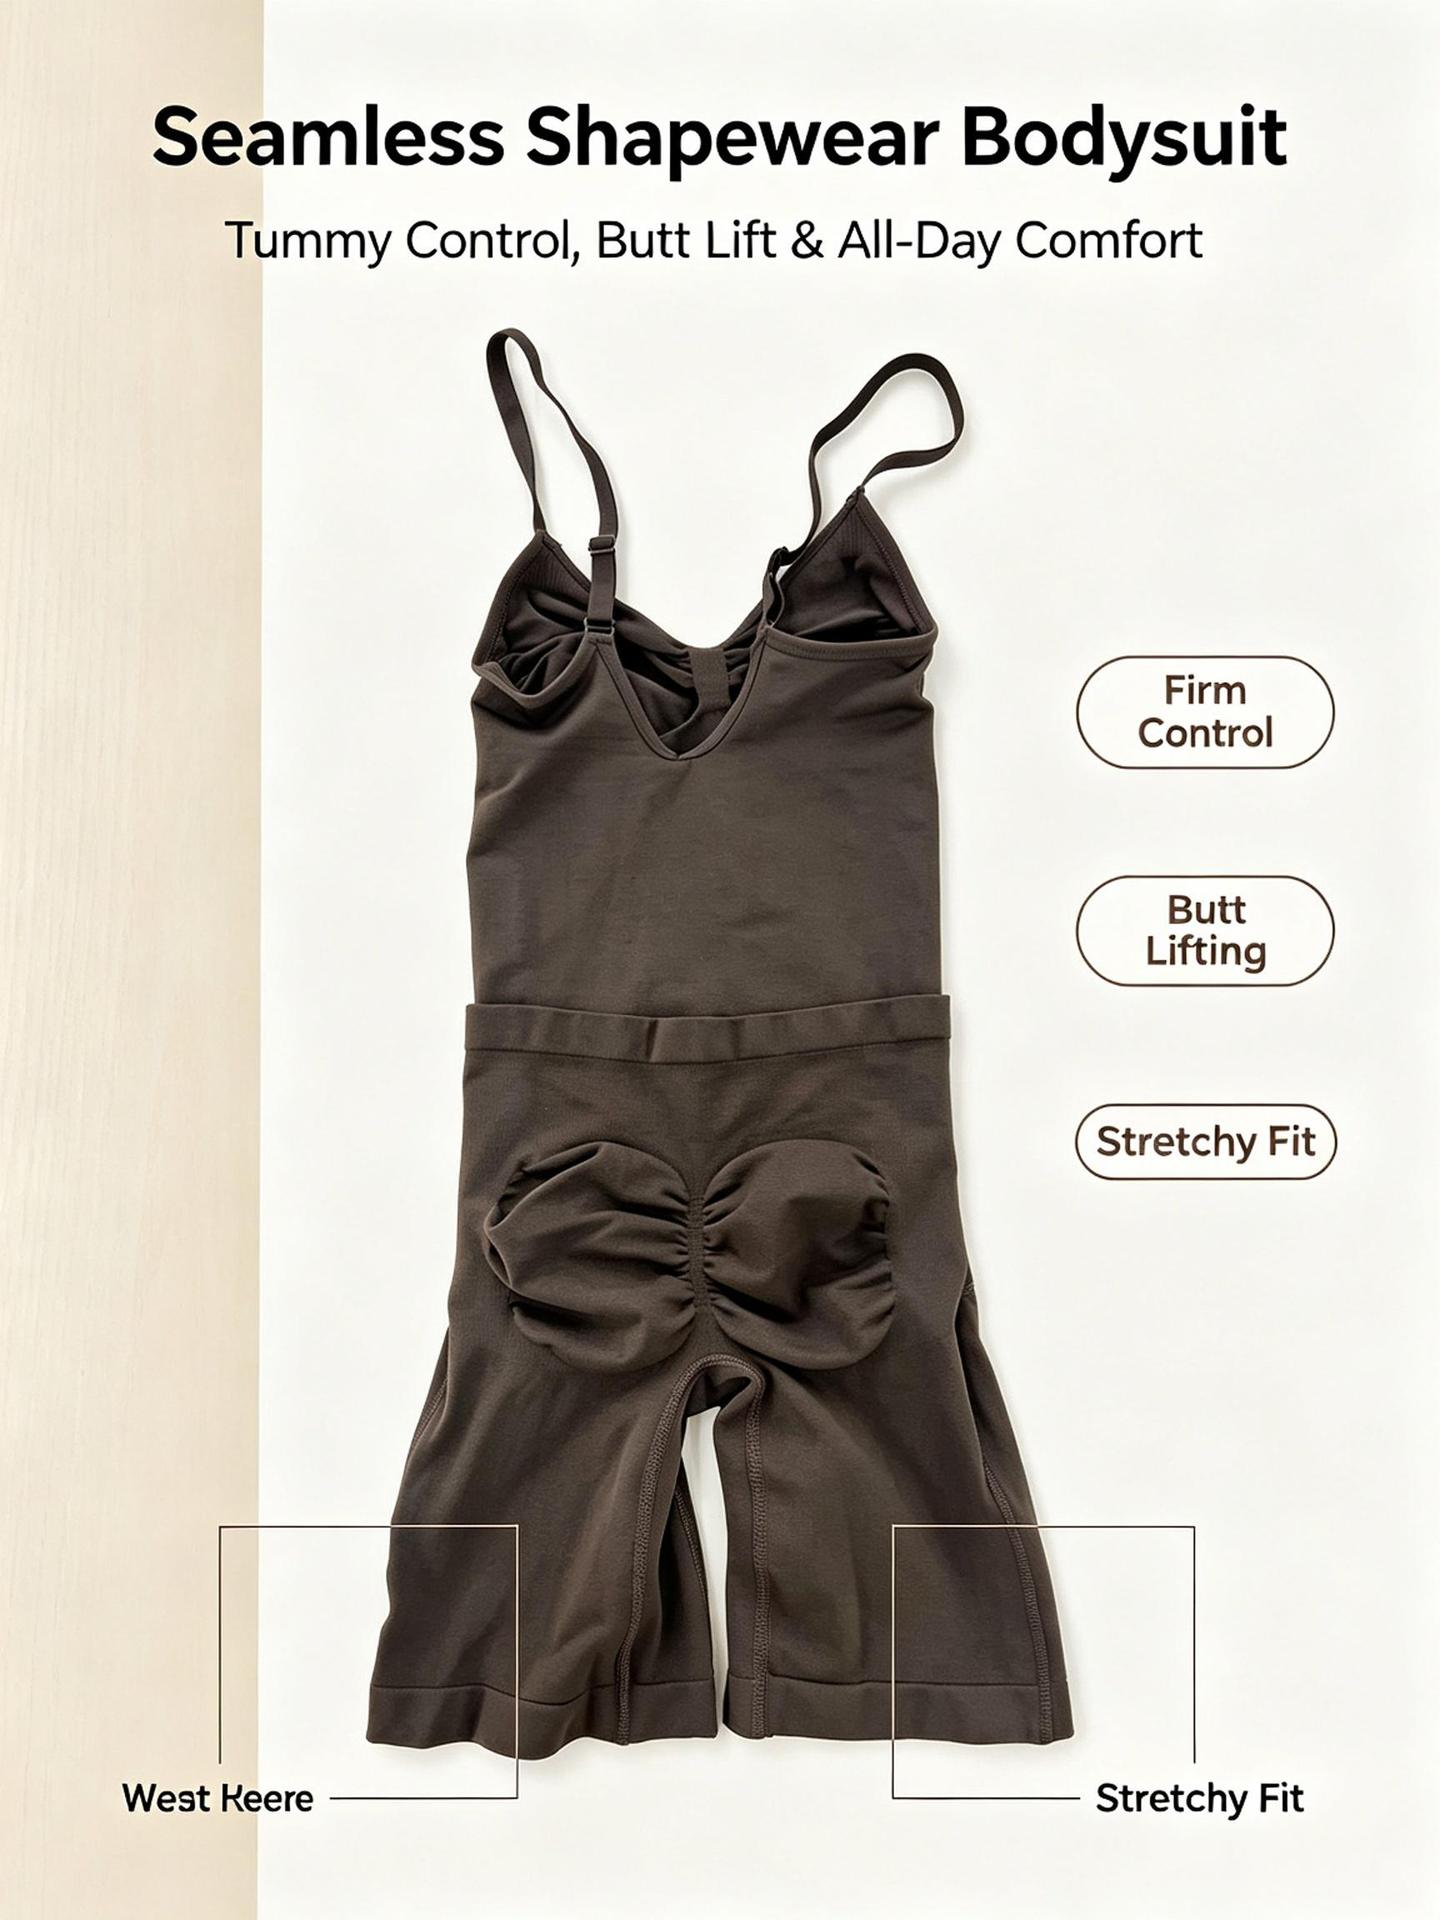 Seamless Shapewear Bodysuit
Tummy Control, Butt Lift & All-Day Comfort
Firm
Control
Butt
Lifting
Stretchy Fit
West Keere
Stretchy Fit